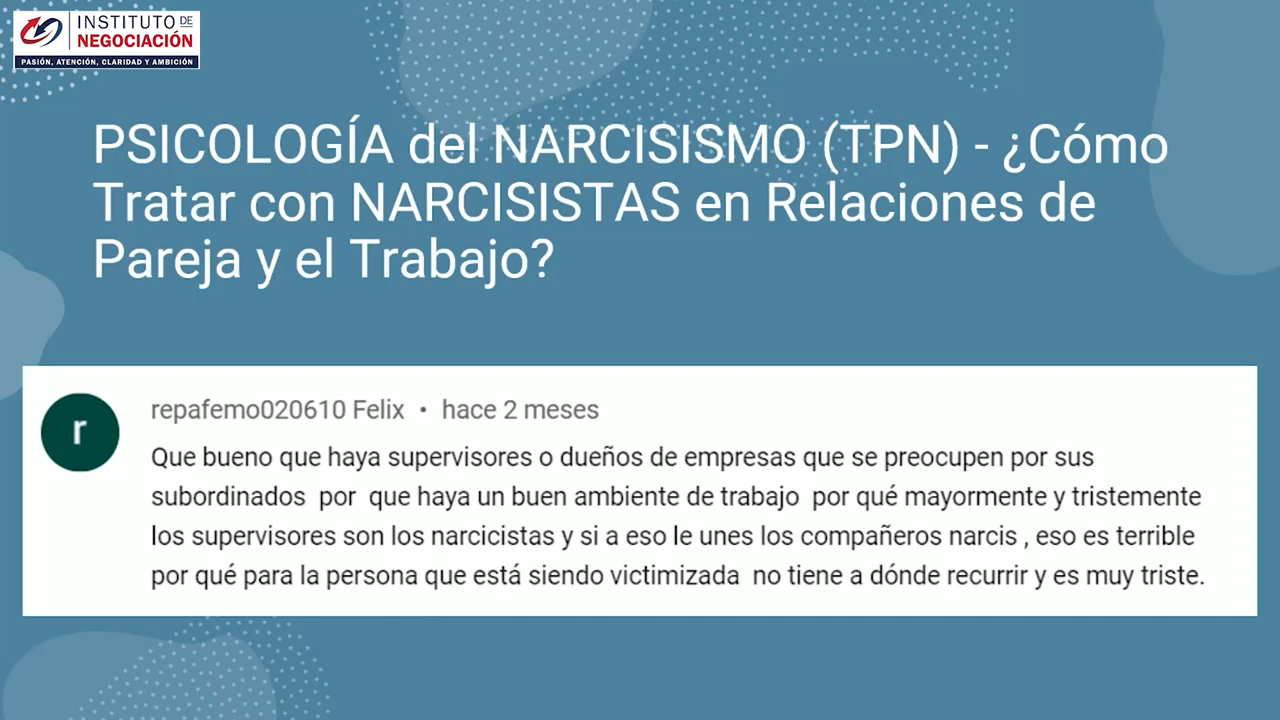 INSTITUTO DE
NEGOCIACIÓN
PASIÓN, ATENCIÓN, CLARIDAD Y AMBICIÓN
PSICOLOGÍA del NARCISISMO (TPN) - ¿Cómo
Tratar con NARCISISTAS en Relaciones de
Pareja y el Trabajo?
r
repafemo020610 Felix • hace 2 meses
Que bueno que haya supervisores o dueños de empresas que se preocupen por sus
subordinados por que haya un buen ambiente de trabajo por qué mayormente y tristemente
los supervisores son los narcicistas y si a eso le unes los compañeros narcis , eso es terrible
por qué para la persona que está siendo victimizada no tiene a dónde recurrir y es muy triste.